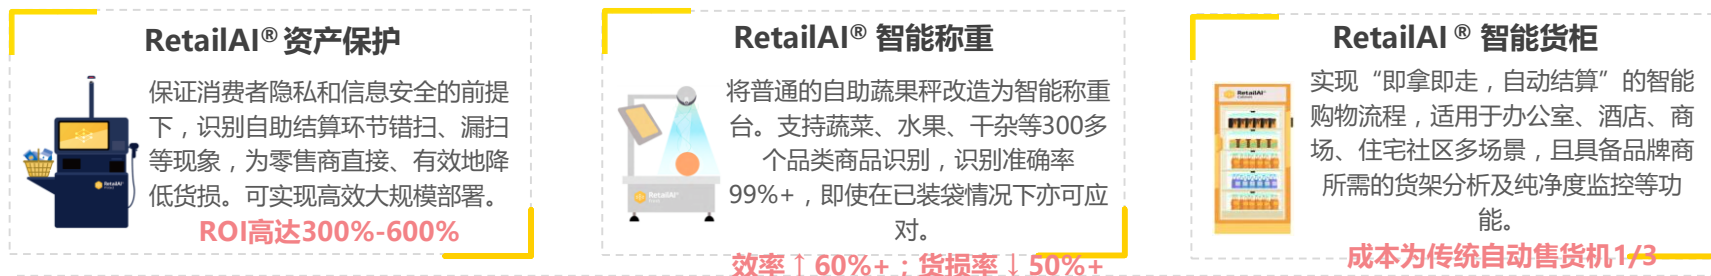 RetailAI® 资产保护
保证消费者隐私和信息安全的前提
下，识别自助结算环节错扫、漏扫
等现象，为零售商直接、有效地降
低货损。可实现高效大规模部署。
ROI高达300%-600%
RetailAI®
RetailAI® 智能称重
将普通的自助蔬果秤改造为智能称重
台。支持蔬菜、水果、干杂等300多
个品类商品识别，识别准确率
99%+，即使在已装袋情况下亦可应
对。
效率↑60%+；货损率↓50%+
RetailAI®
RetailAI ® 智能货柜
实现“即拿即走，自动结算”的智能
购物流程，适用于办公室、酒店、商
场、住宅社区多场景，且具备品牌商
所需的货架分析及纯净度监控等功
能。
成本为传统自动售货机1/3
RetailAI®